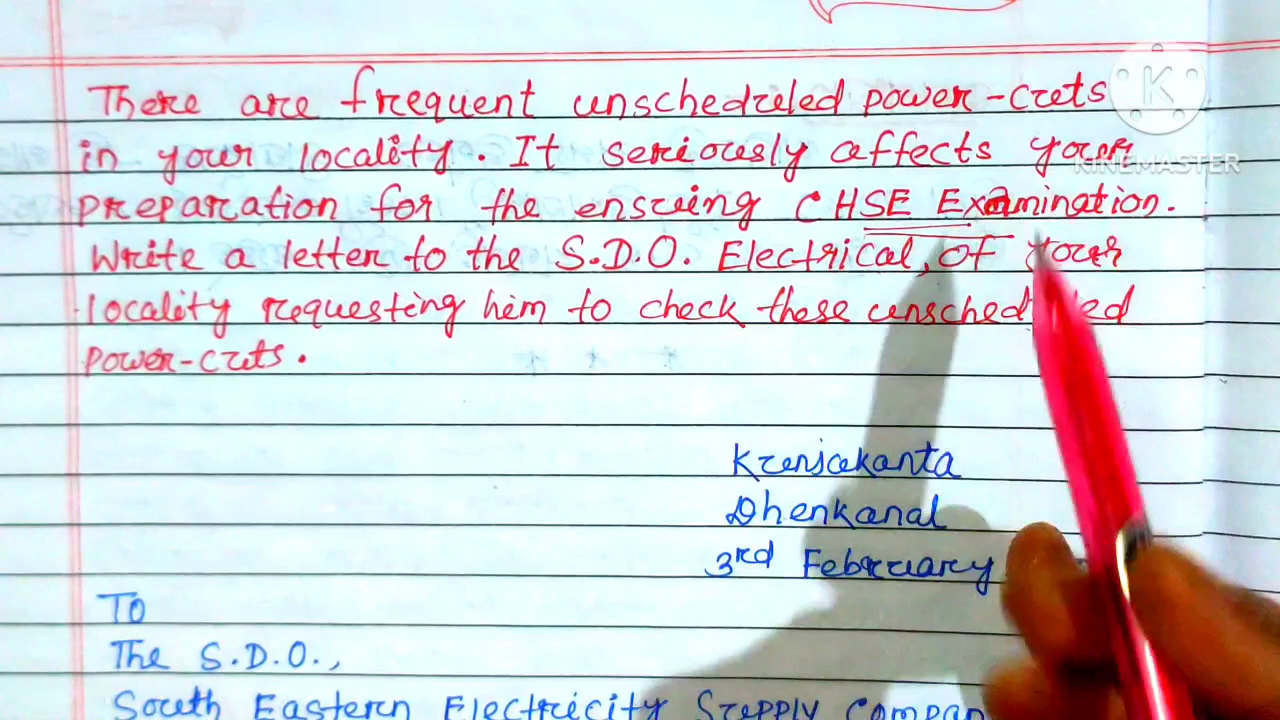 There are frequent unscheduled power-cuts
in your locality. It seriously affects your
KINEMASTER
preparation for the ensuing CHSE Examination.
Write a letter to the S.D.O. Electrical, of your
locality requesting him to check these unscheduled
power-cuts.
Kunjakanta
Dhenkanal
3rd February
To
The S.D.O.,
South Eastern Electricity Supply Compan